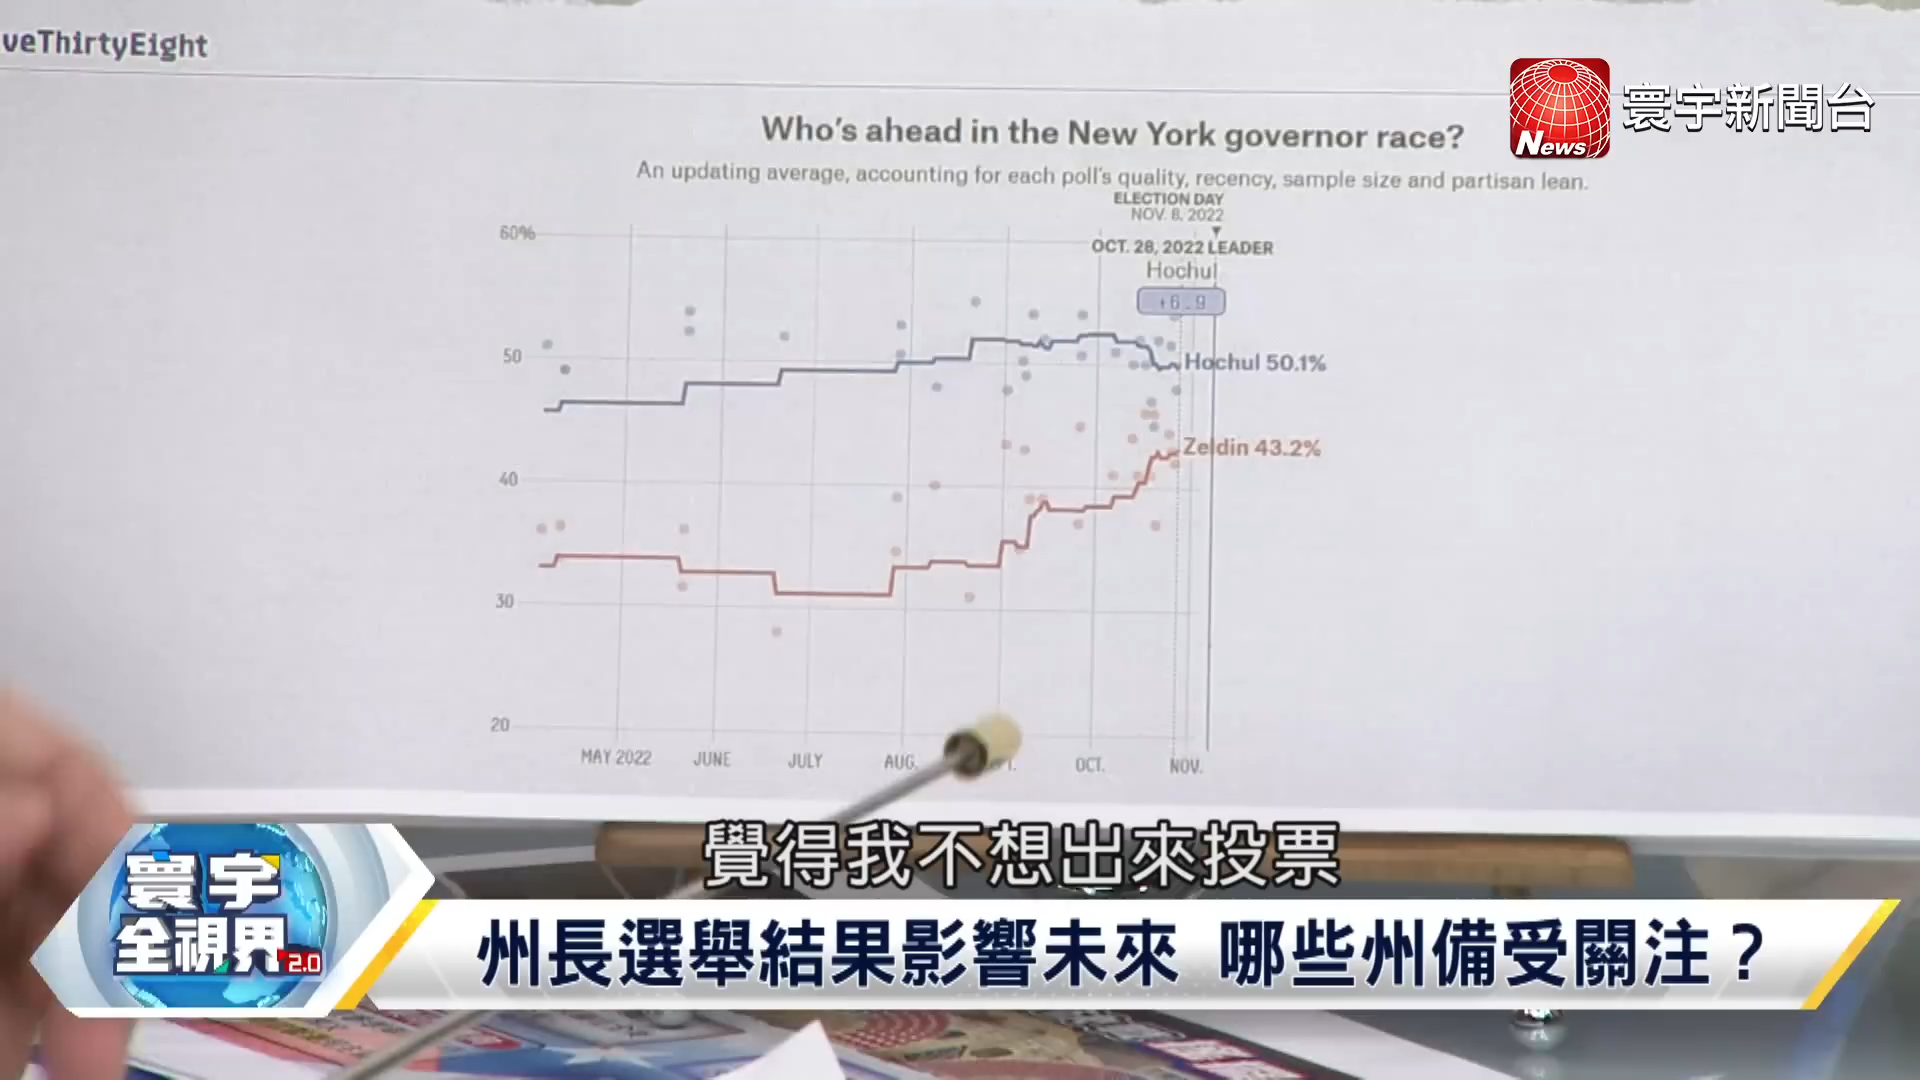 veThirtyEight
News
寰宇新聞台
Who's ahead in the New York governor race?
An updating average, accounting for each poll's quality, recency, sample size and partisan lean.
ELECTION DAY
NOV. 8, 2022
OCT. 28, 2022 LEADER
Hochul
+6.9
60%
50
40
30
20
Hochul 50.1%
Zeldin 43.2%
MAY 2022 JUNE JULY AUG. OCT. NOV.
覺得我不想出來投票
寰宇
全視界2.0
州長選舉結果影響未來 哪些州備受關注？